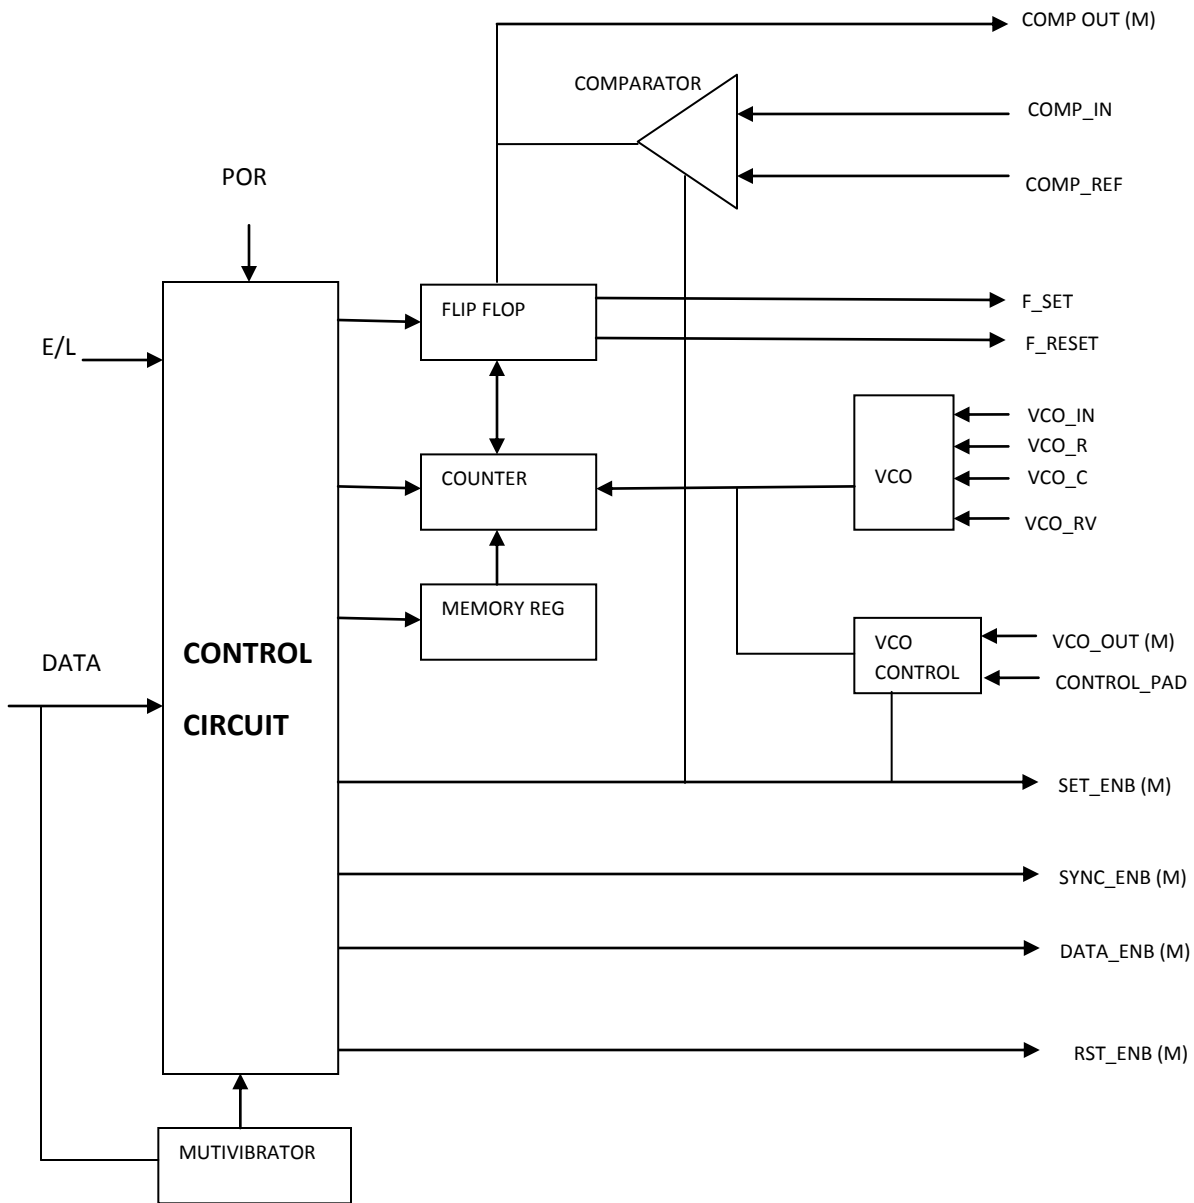 COMP OUT (M)
COMPARATOR
COMP_IN
POR
COMP_REF
FLIP FLOP
F_SET
E/L
F_RESET
VCO_IN
VCO_R
COUNTER
VCO
VCO_C
VCO_RV
MEMORY REG
CONTROL
CIRCUIT
DATA
VCO
CONTROL
VCO_OUT (M)
CONTROL_PAD
SET_ENB (M)
SYNC_ENB (M)
DATA_ENB (M)
RST_ENB (M)
MUTIVIBRATOR